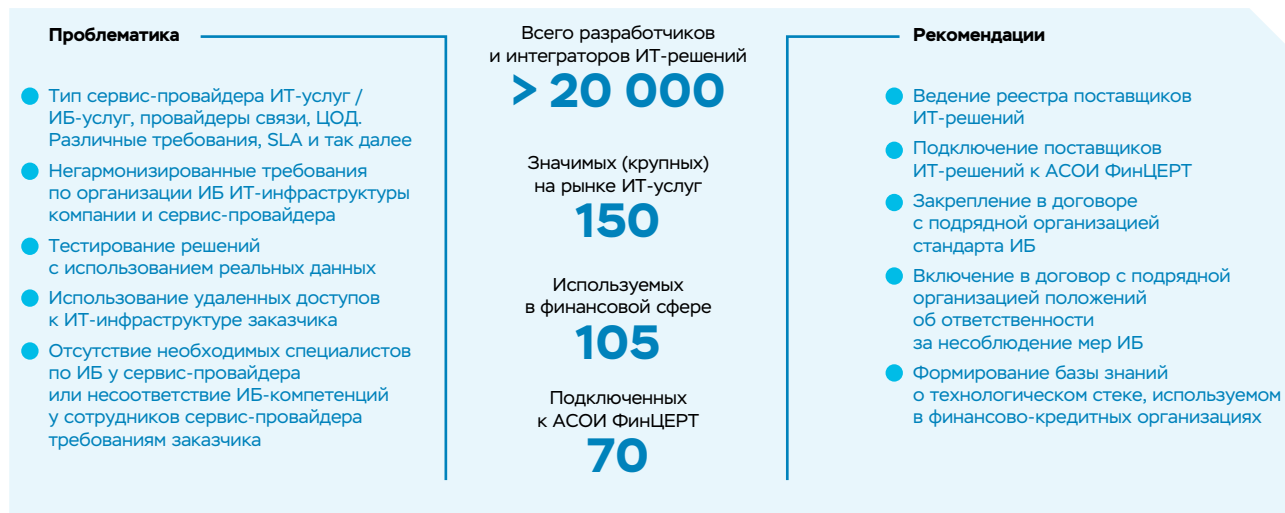 Проблематика
Тип сервис-провайдера ИТ-услуг /
ИБ-услуг, провайдеры связи, ЦОД.
Различные требования, SLA и так далее
Негармонизированные требования
по организации ИБ ИТ-инфраструктуры
компании и сервис-провайдера
Тестирование решений
с использованием реальных данных
Использование удаленных доступов
к ИТ-инфраструктуре заказчика
Отсутствие необходимых специалистов
по ИБ у сервис-провайдера
или несоответствие ИБ-компетенций
у сотрудников сервис-провайдера
требованиям заказчика
Всего разработчиков
и интеграторов ИТ-решений
> 20 000
Значимых (крупных)
на рынке ИТ-услуг
150
Используемых
в финансовой сфере
105
Подключенных
к АСОИ ФинЦЕРТ
70
Рекомендации
Ведение реестра поставщиков
ИТ-решений
Подключение поставщиков
ИТ-решений к АСОИ ФинЦЕРТ
Закрепление в договоре
с подрядной организацией
стандарта ИБ
Включение в договор с подрядной
организацией положений
об ответственности
за несоблюдение мер ИБ
Формирование базы знаний
о технологическом стеке, используемом
в финансово-кредитных организациях